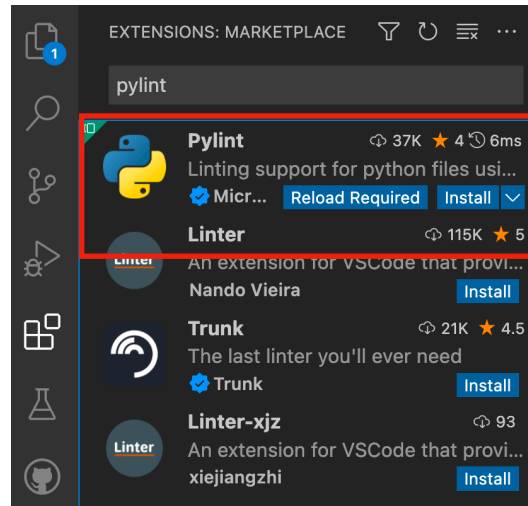 EXTENSIONS: MARKETPLACE
1
pylint
Pylint 37K 4 6ms
Linting support for python files usi...
Micr... Reload Required Install
Linter 115K 5
Linter An extension for VSCode that provi...
Nando Vieira Install
Trunk 21K 4.5
The last linter you'll ever need
Trunk Install
Linter-xjz 93
Linter An extension for VSCode that provi...
xiejiangzhi Install